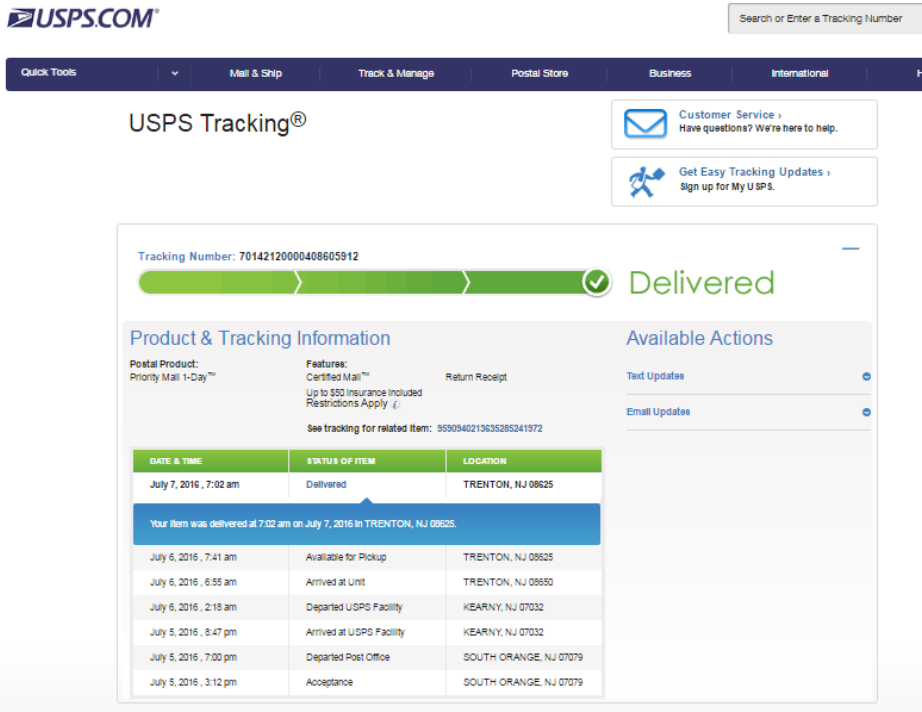 USPS.COM®
Search or Enter a Tracking Number
Quick Tools Mail & Ship Track & Manage Postal Store Business International H
USPS Tracking®
Customer Service ›
Have questions? We're here to help.
Get Easy Tracking Updates ›
Sign up for My USPS.
Tracking Number: 70142120000408605912
Delivered
Product & Tracking Information
Available Actions
Postal Product:
Priority Mail 1-Day™
Features:
Certified Mail™ Return Receipt
Up to $50 insurance included
Restrictions Apply i
See tracking for related item: 9590940213635285241972
Text Updates
Email Updates
DATE & TIME STATUS OF ITEM LOCATION
July 7, 2016 , 7:02 am Delivered TRENTON, NJ 08625
Your item was delivered at 7:02 am on July 7, 2016 in TRENTON, NJ 08625.
July 6, 2016 , 7:41 am Available for Pickup TRENTON, NJ 08625
July 6, 2016 , 6:55 am Arrived at Unit TRENTON, NJ 08650
July 6, 2016 , 2:18 am Departed USPS Facility KEARNY, NJ 07032
July 5, 2016 , 8:47 pm Arrived at USPS Facility KEARNY, NJ 07032
July 5, 2016 , 7:00 pm Departed Post Office SOUTH ORANGE, NJ 07079
July 5, 2016 , 3:12 pm Acceptance SOUTH ORANGE, NJ 07079